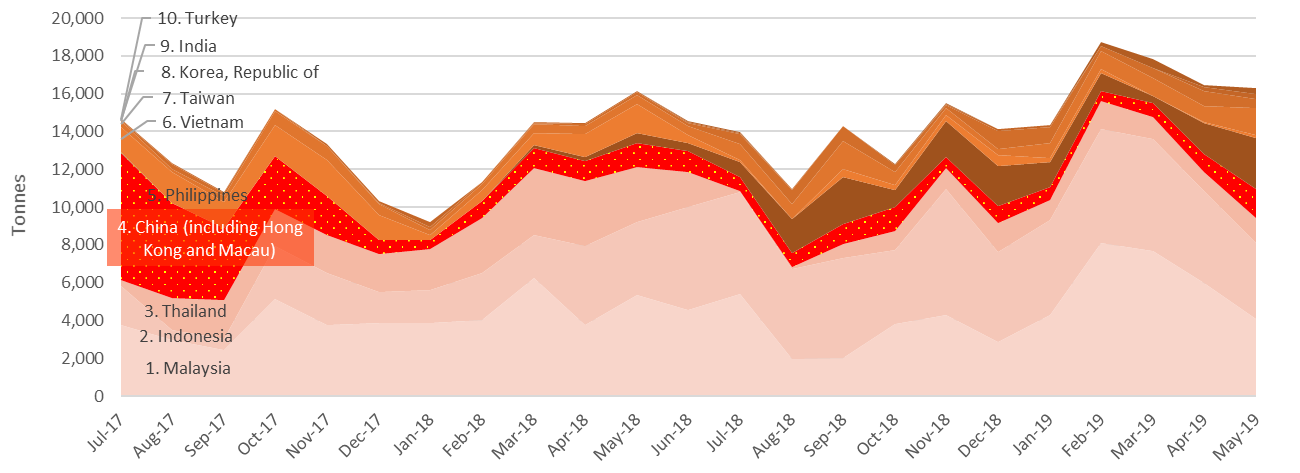 20,000
18,000
16,000
14,000
12,000
10,000
8,000
6,000
4,000
2,000
0
Tonnes
10. Turkey
9. India
8. Korea, Republic of
7. Taiwan
6. Vietnam
5. Philippines
4. China (including Hong
Kong and Macau)
3. Thailand
2. Indonesia
1. Malaysia
Jul-17
Aug-17
Sep-17
Oct-17
Nov-17
Dec-17
Jan-18
Feb-18
Mar-18
Apr-18
May-18
Jun-18
Jul-18
Aug-18
Sep-18
Oct-18
Nov-18
Dec-18
Jan-19
Feb-19
Mar-19
Apr-19
May-19